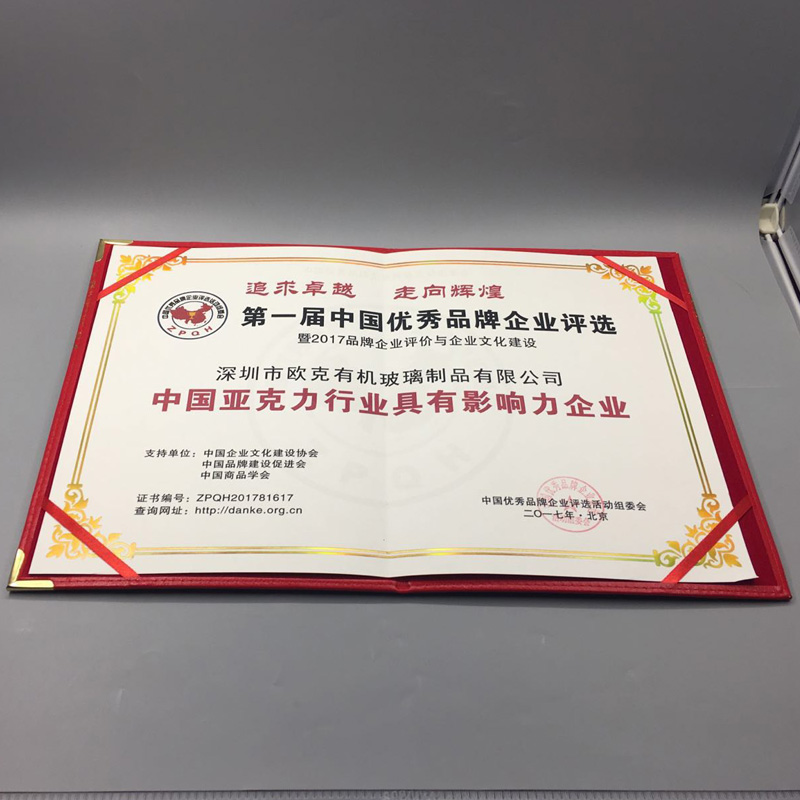 追求卓越 走向辉煌
ZPQH
第一届中国优秀品牌企业评选
暨2017品牌企业评价与企业文化建设
深圳市欧克有机玻璃制品有限公司
中国亚克力行业具有影响力企业
支持单位：中国企业文化建设协会
中国品牌建设促进会
中国商品学会
证书编号：ZPQH201781617
查询网址：http://danke.org.cn
中国优秀品牌企业评选活动组委会
二〇一七年·北京